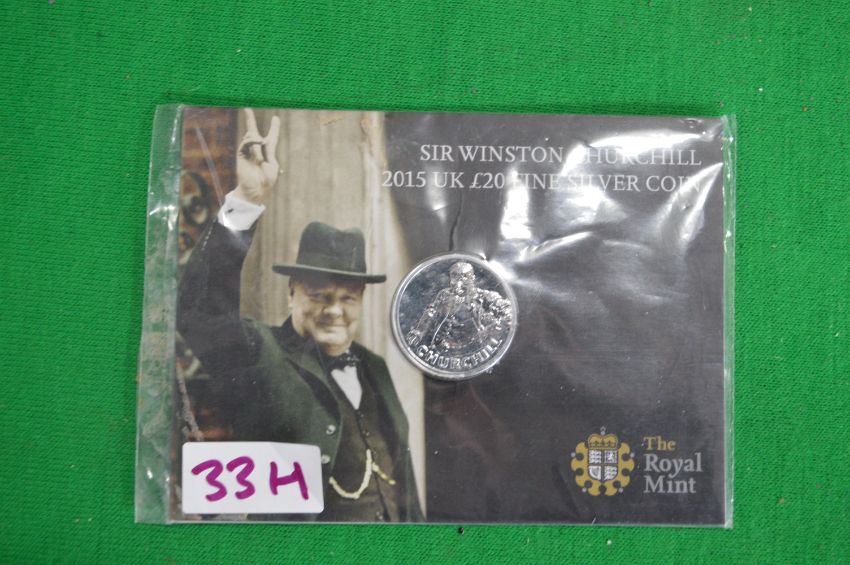 SIR WINSTON CHURCHILL
2015 UK £20 FINE SILVER COIN
CHURCHILL
The
Royal
Mint
33H